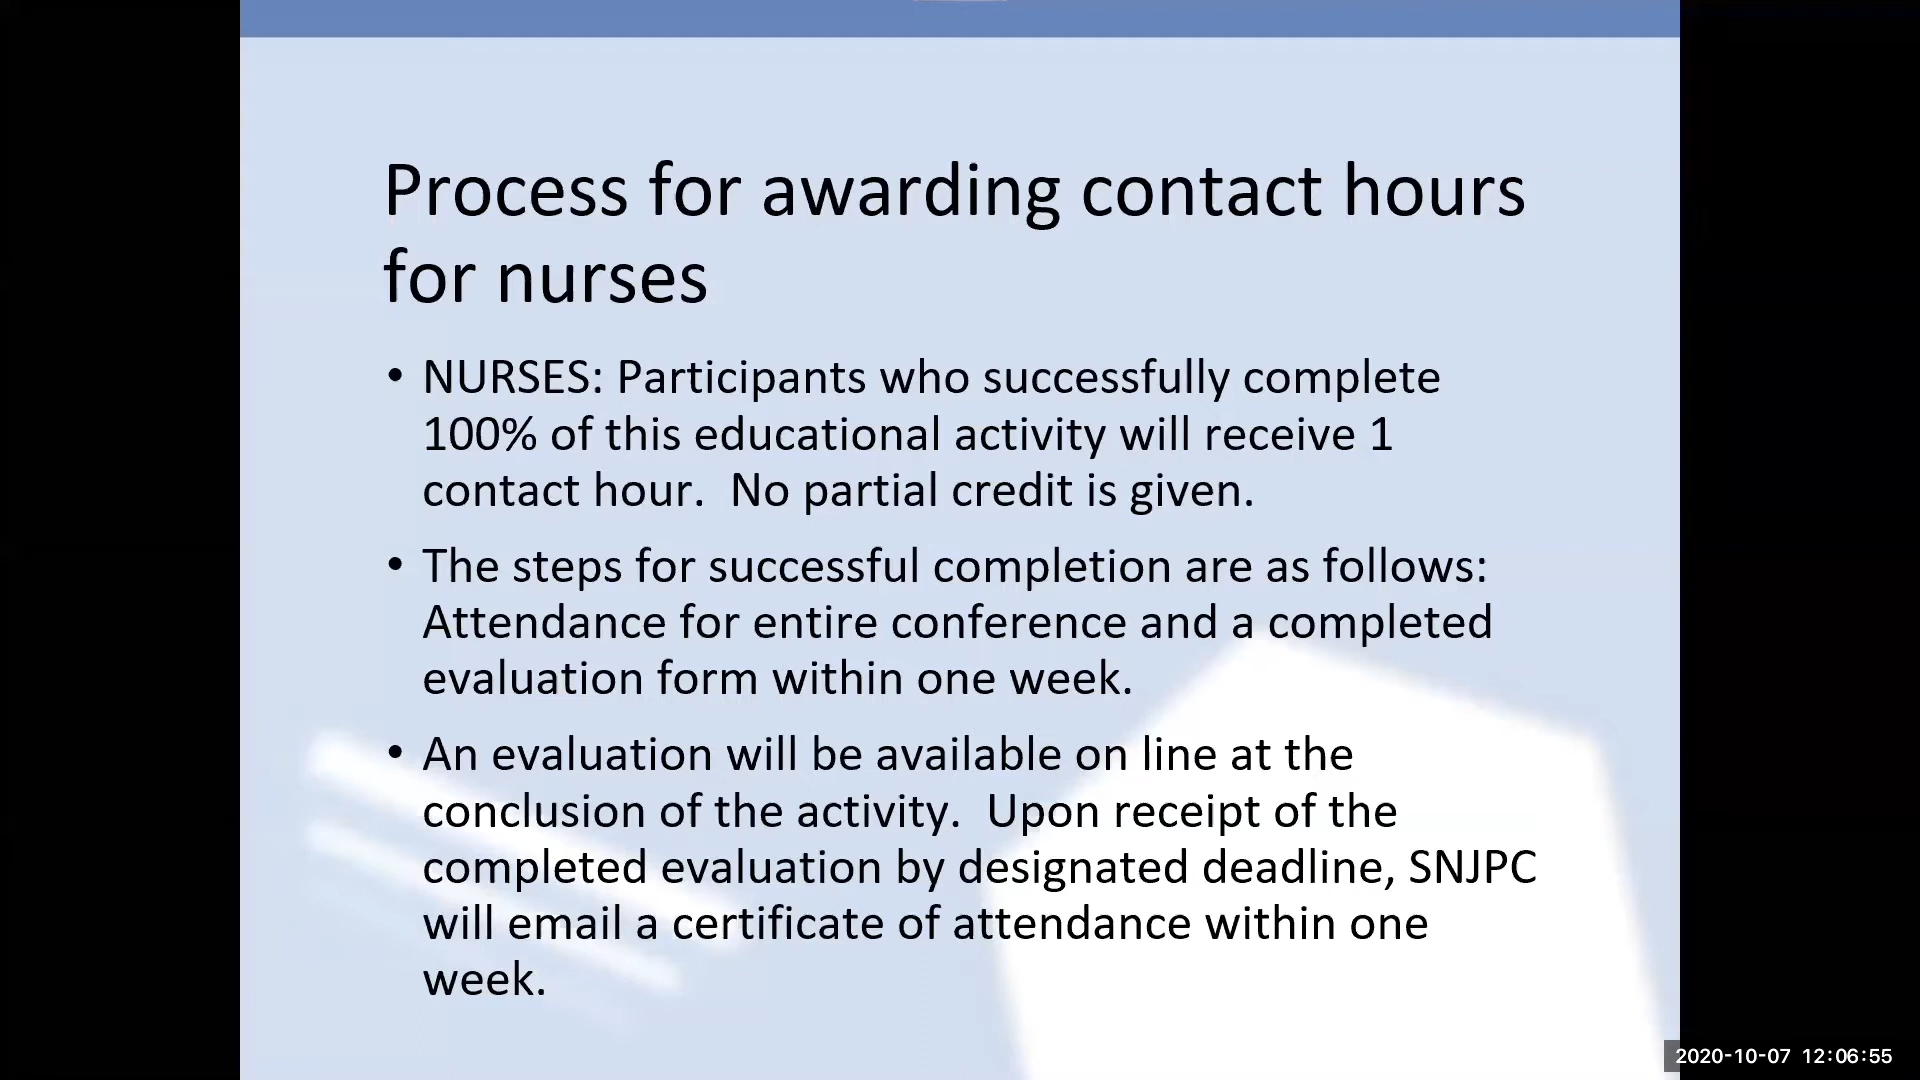 Process for awarding contact hours
for nurses
• NURSES: Participants who successfully complete
100% of this educational activity will receive 1
contact hour.  No partial credit is given.
• The steps for successful completion are as follows:
Attendance for entire conference and a completed
evaluation form within one week.
• An evaluation will be available on line at the
conclusion of the activity.  Upon receipt of the
completed evaluation by designated deadline, SNJPC
will email a certificate of attendance within one
week.
2020-10-07 12:06:55